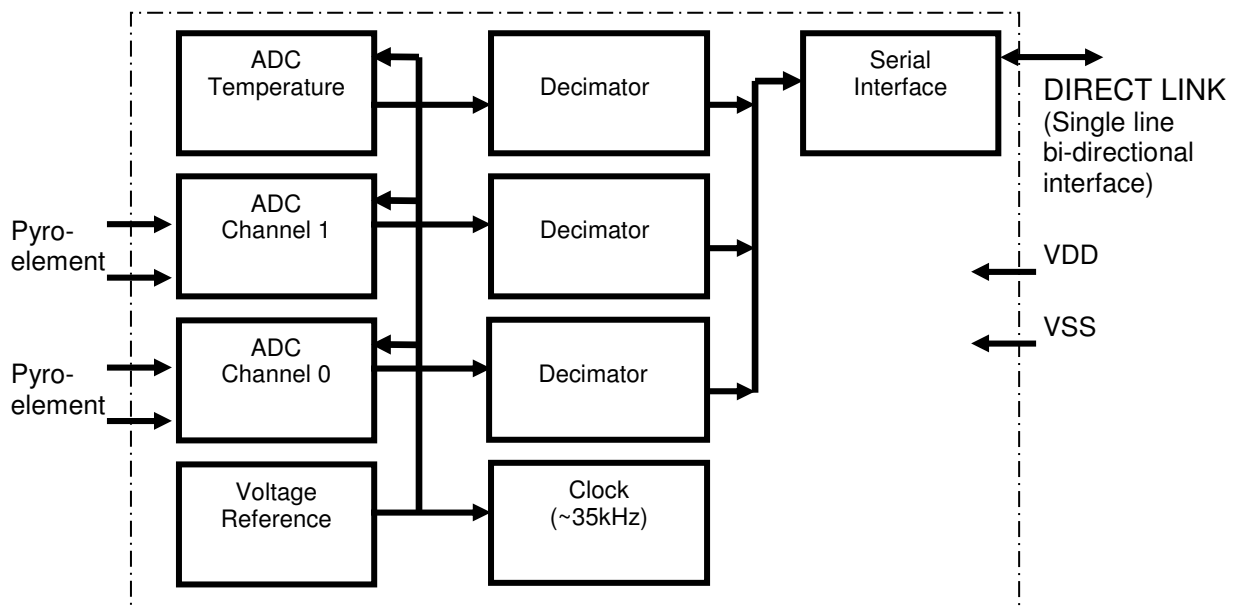 ADC
Temperature
Decimator
Serial
Interface
DIRECT LINK
(Single line
bi-directional
interface)
Pyro-
element
ADC
Channel 1
Decimator
VDD
VSS
Pyro-
element
ADC
Channel 0
Decimator
Voltage
Reference
Clock
(~35kHz)